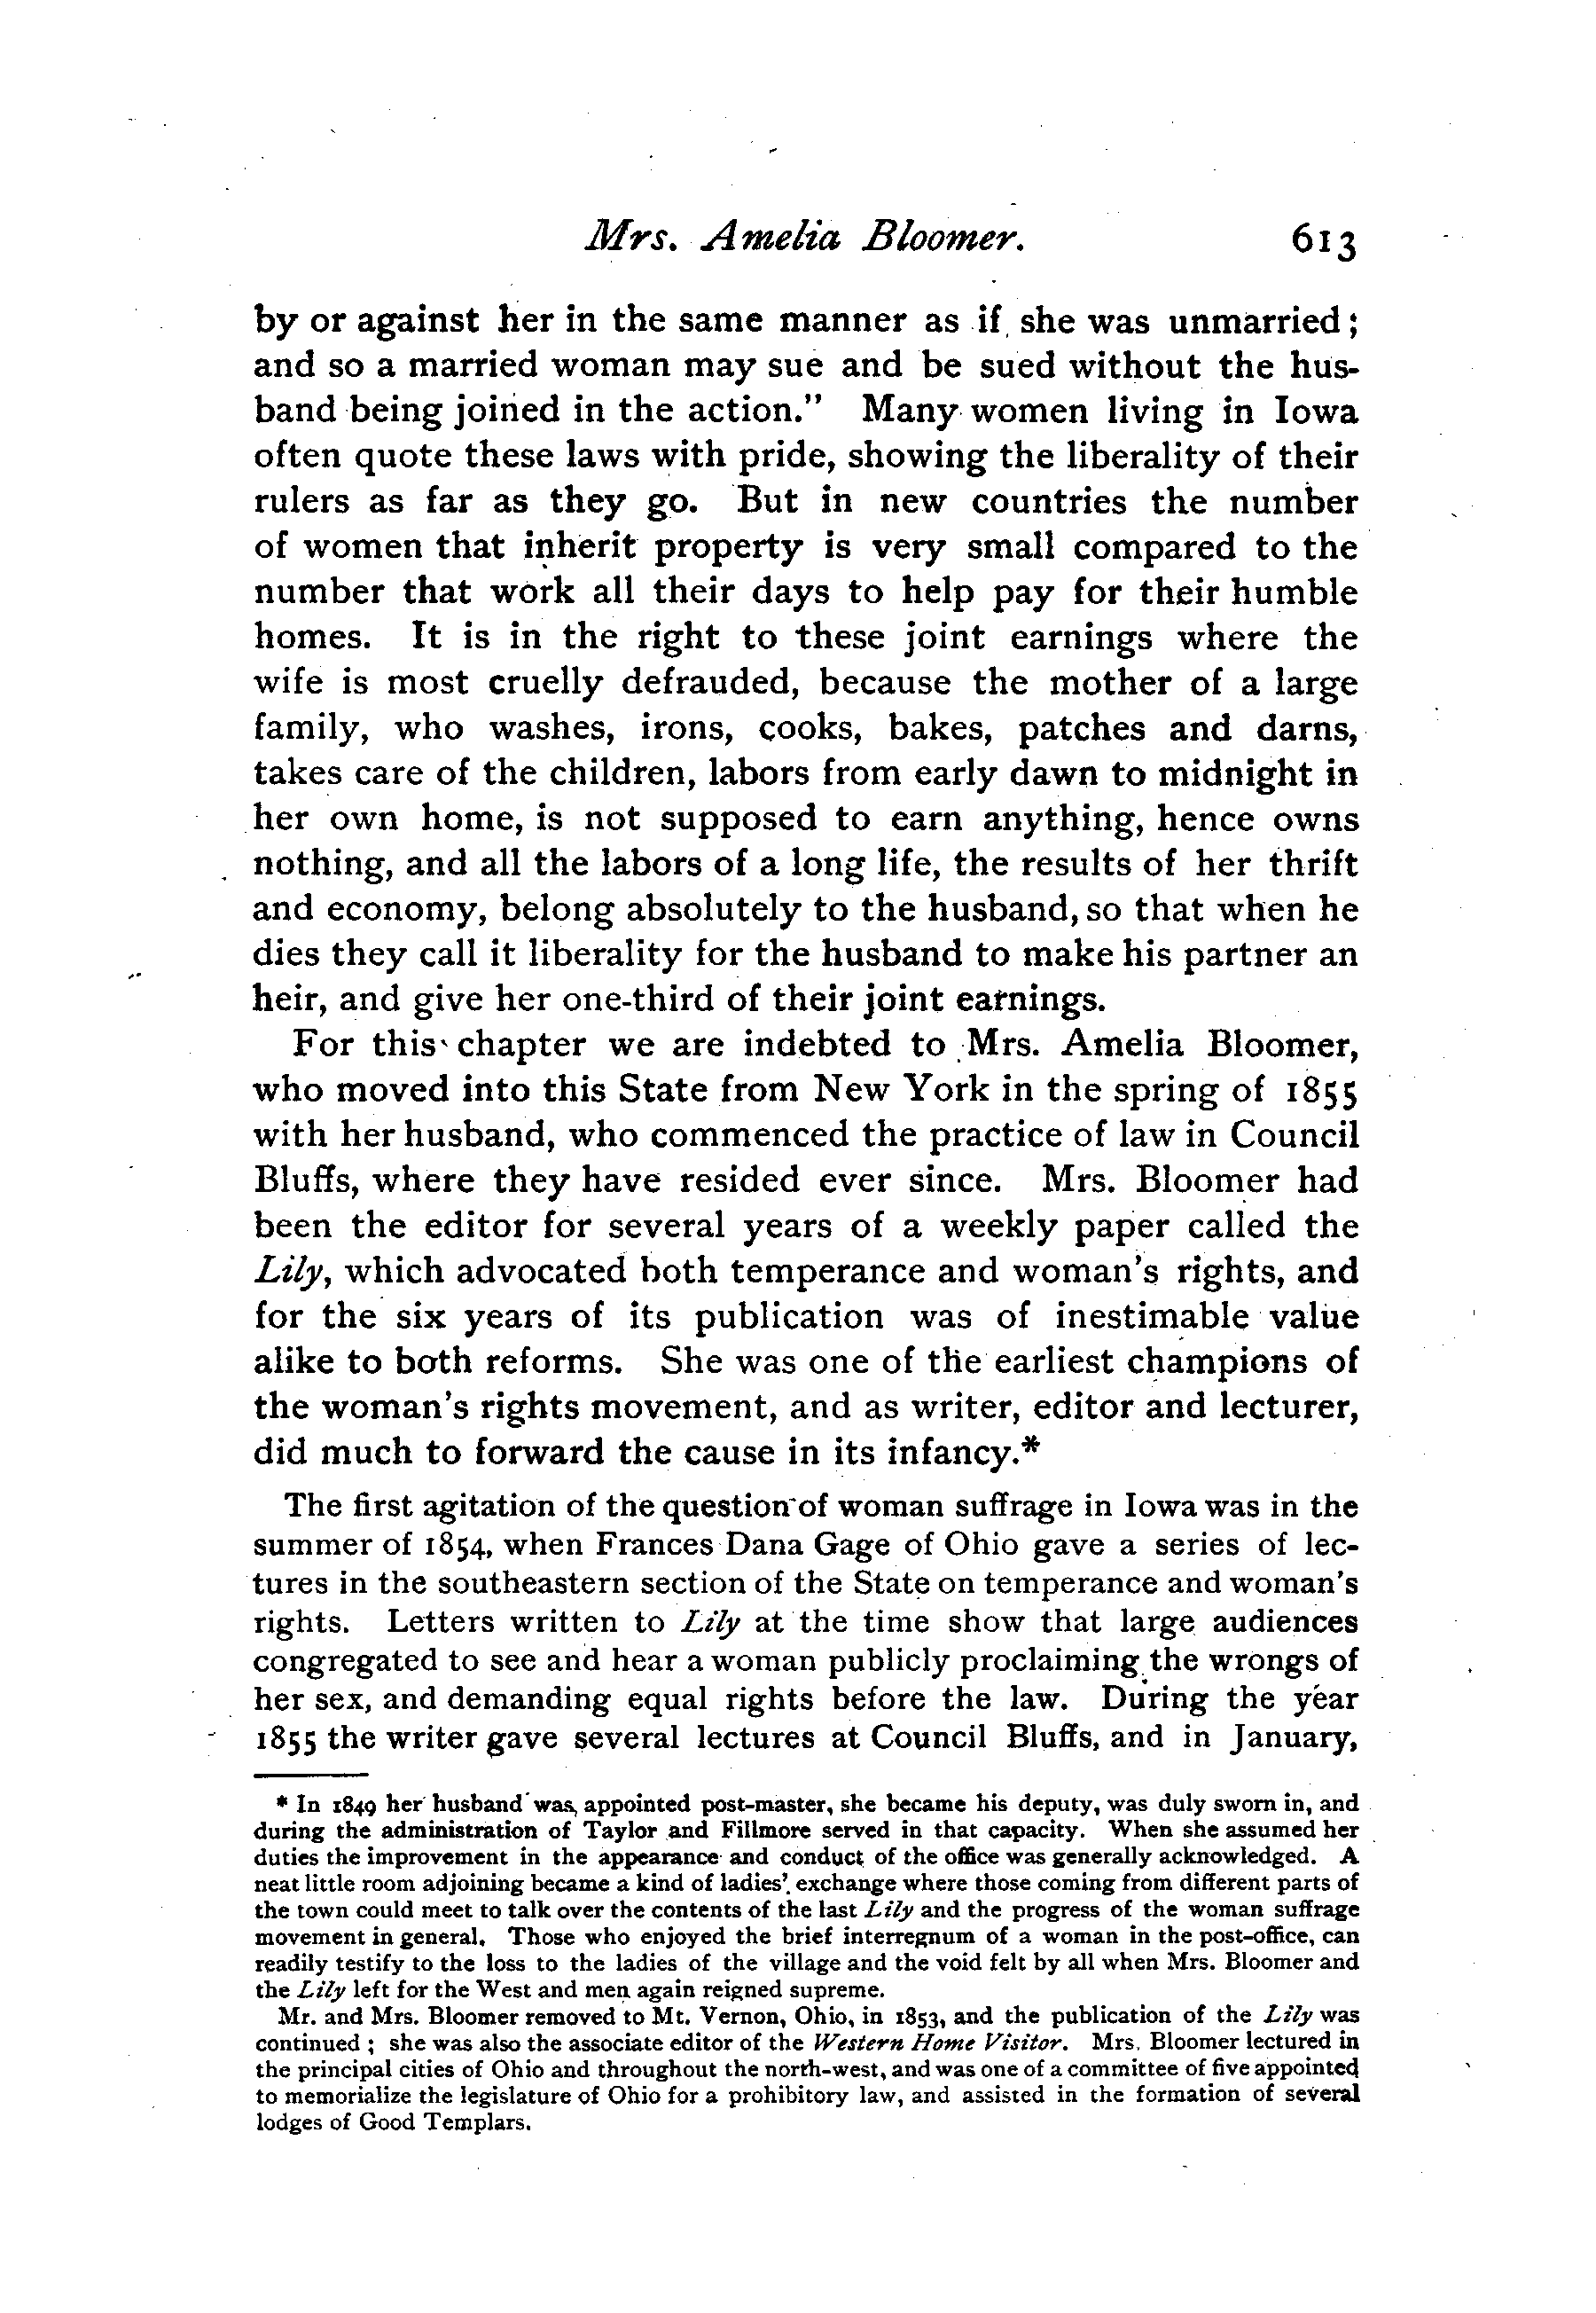 Mrs. Amelia Bloomer. 613
by or against her in the same manner as if she was unmarried;
and so a married woman may sue and be sued without the hus-
band being joined in the action." Many women living in Iowa
often quote these laws with pride, showing the liberality of their
rulers as far as they go. But in new countries the number
of women that inherit property is very small compared to the
number that work all their days to help pay for their humble
homes. It is in the right to these joint earnings where the
wife is most cruelly defrauded, because the mother of a large
family, who washes, irons, cooks, bakes, patches and darns,
takes care of the children, labors from early dawn to midnight in
her own home, is not supposed to earn anything, hence owns
nothing, and all the labors of a long life, the results of her thrift
and economy, belong absolutely to the husband, so that when he
dies they call it liberality for the husband to make his partner an
heir, and give her one-third of their joint earnings.
For this chapter we are indebted to Mrs. Amelia Bloomer,
who moved into this State from New York in the spring of 1855
with her husband, who commenced the practice of law in Council
Bluffs, where they have resided ever since. Mrs. Bloomer had
been the editor for several years of a weekly paper called the
Lily, which advocated both temperance and woman's rights, and
for the six years of its publication was of inestimable value
alike to both reforms. She was one of the earliest champions of
the woman's rights movement, and as writer, editor and lecturer,
did much to forward the cause in its infancy.*
The first agitation of the question of woman suffrage in Iowa was in the
summer of 1854, when Frances Dana Gage of Ohio gave a series of lec-
tures in the southeastern section of the State on temperance and woman's
rights. Letters written to Lily at the time show that large audiences
congregated to see and hear a woman publicly proclaiming the wrongs of
her sex, and demanding equal rights before the law. During the year
1855 the writer gave several lectures at Council Bluffs, and in January,
* In 1849 her husband was appointed post-master, she became his deputy, was duly sworn in, and
during the administration of Taylor and Fillmore served in that capacity. When she assumed her
duties the improvement in the appearance and conduct of the office was generally acknowledged. A
neat little room adjoining became a kind of ladies' exchange where those coming from different parts of
the town could meet to talk over the contents of the last Lily and the progress of the woman suffrage
movement in general. Those who enjoyed the brief interregnum of a woman in the post-office, can
readily testify to the loss to the ladies of the village and the void felt by all when Mrs. Bloomer and
the Lily left for the West and men again reigned supreme.
Mr. and Mrs. Bloomer removed to Mt. Vernon, Ohio, in 1853, and the publication of the Lily was
continued ; she was also the associate editor of the Western Home Visitor. Mrs. Bloomer lectured in
the principal cities of Ohio and throughout the north-west, and was one of a committee of five appointed
to memorialize the legislature of Ohio for a prohibitory law, and assisted in the formation of several
lodges of Good Templars.